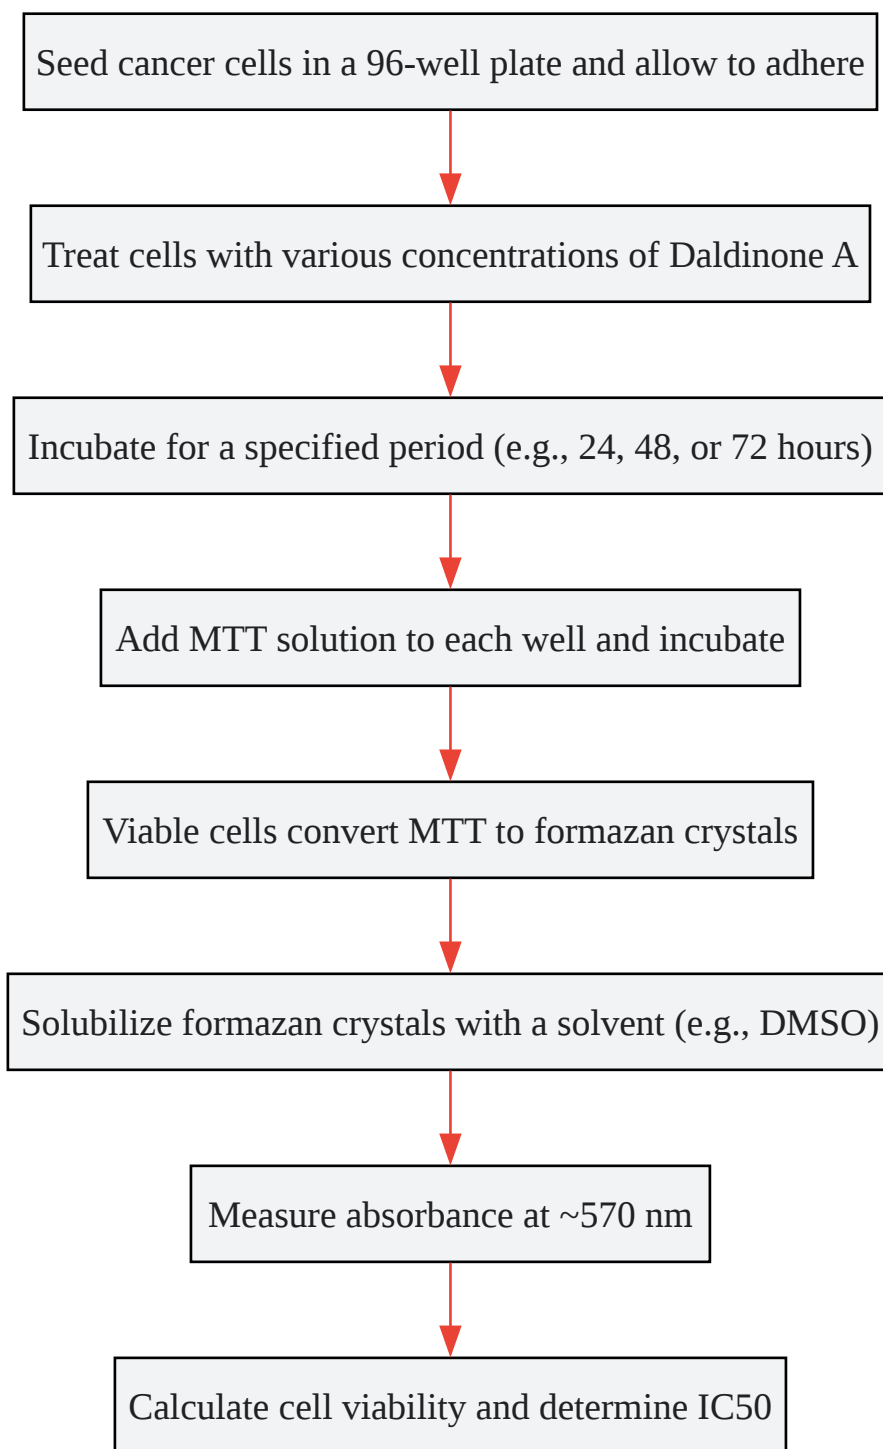 Seed cancer cells in a 96-well plate and allow to adhere
Treat cells with various concentrations of Daldinone A
Incubate for a specified period (e.g., 24, 48, or 72 hours)
Add MTT solution to each well and incubate
Viable cells convert MTT to formazan crystals
Solubilize formazan crystals with a solvent (e.g., DMSO)
Measure absorbance at ~570 nm
Calculate cell viability and determine IC50